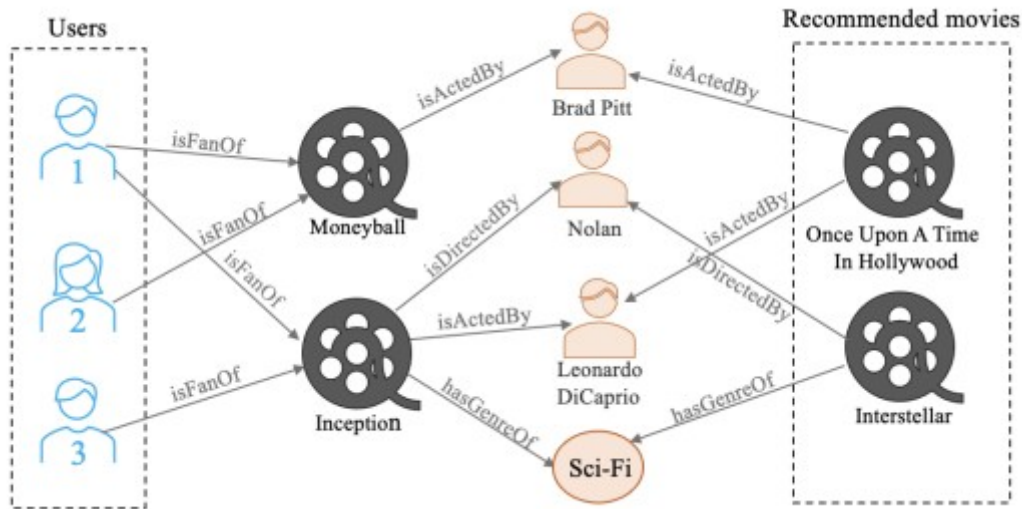 Users
Recommended movies
isActedBy
isActedBy
Brad Pitt
1
isFanOf
Moneyball
isFanOf
isDirectedBy
Nolan
isActedBy
Once Upon A Time
In Hollywood
2
isFanOf
isDirectedBy
isActedBy
Leonardo
DiCaprio
3
isFanOf
Inception
hasGenreOf
hasGenreOf
Interstellar
Sci-Fi